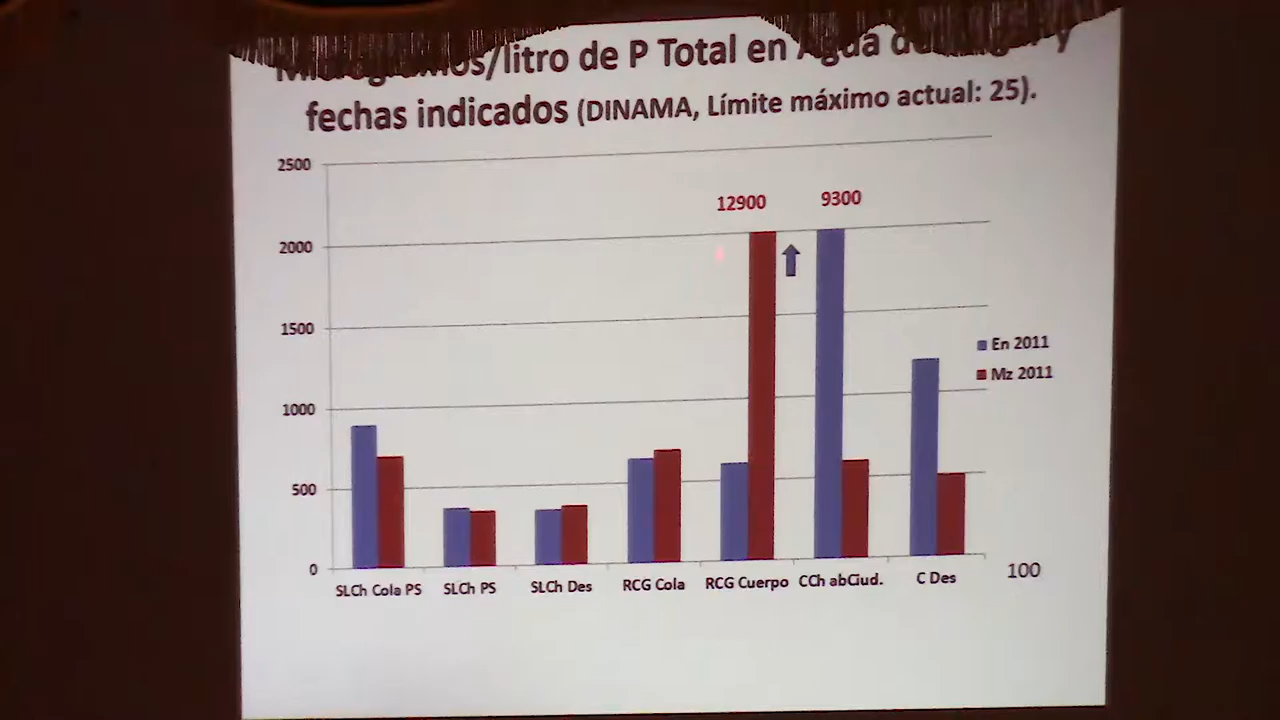 litro de P Total en Agua y
fechas indicados (DINAMA, Límite máximo actual: 25).
2500
12900 9300
2000
1500
En 2011
Mz 2011
1000
500
0
SLCh Cola PS SLCh PS SLCh Des RCG Cola RCG Cuerpo CCh abCiud. C Des
100